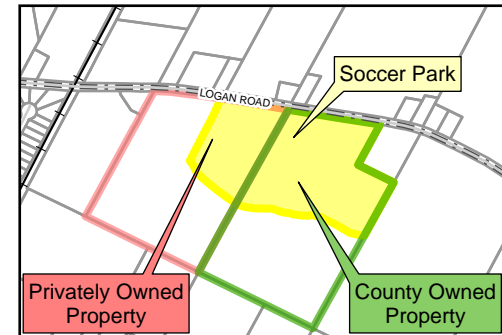 Soccer Park
LOGAN ROAD
Privately Owned
Property
County Owned
Property